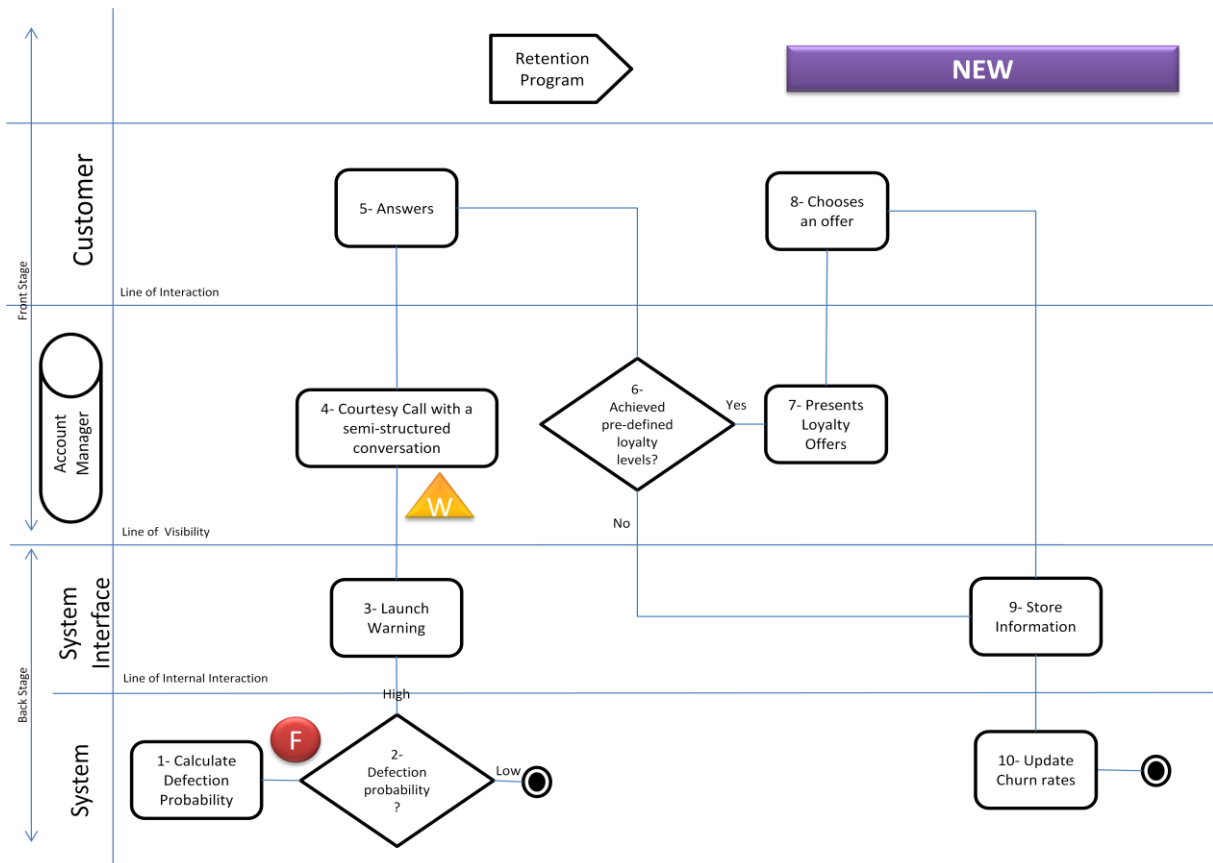 Retention
Program
NEW
Customer
5- Answers
8- Chooses
an offer
Front Stage
Line of Interaction
Account
Manager
4- Courtesy Call with a
semi-structured
conversation
W
6-
Achieved
pre-defined
loyalty
levels?
Yes
7- Presents
Loyalty
Offers
No
Line of  Visibility
Back Stage
System
Interface
3- Launch
Warning
9- Store
Information
Line of Internal Interaction
High
System
1- Calculate
Defection
Probability
F
2-
Defection
probability
?
Low
10- Update
Churn rates